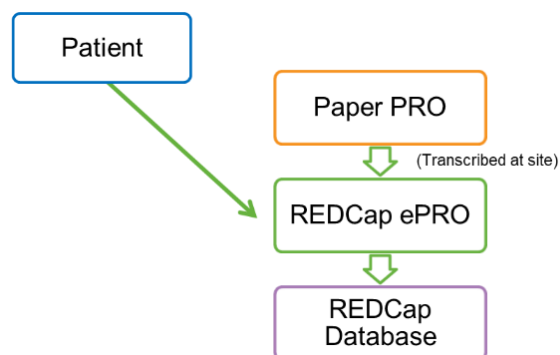 Patient
Paper PRO
(Transcribed at site)
REDCap ePRO
REDCap
Database